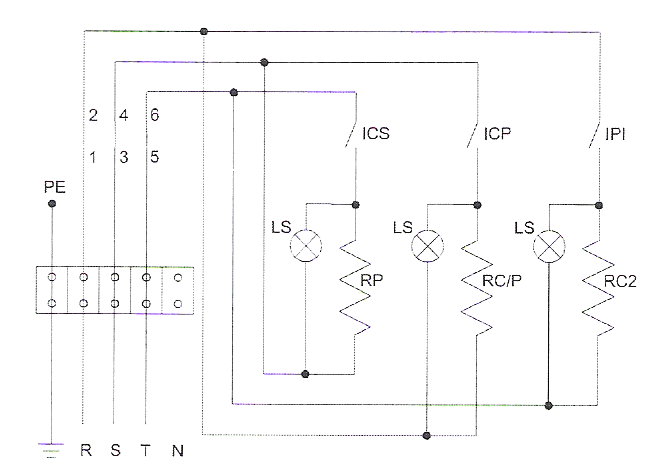 2 4 6
ICS ICP IPI
1 3 5
PE
LS LS LS
RP RC/P RC2
R S T N